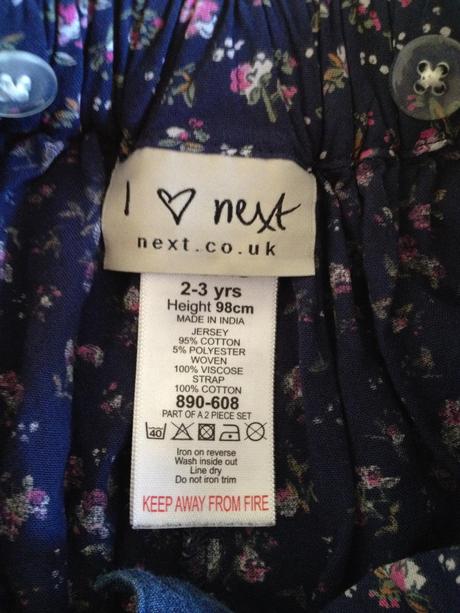 I ♡ next
next.co.uk
2-3 yrs
Height 98cm
MADE IN INDIA
JERSEY
95% COTTON
5% POLYESTER
WOVEN
100% VISCOSE
STRAP
100% COTTON
890-608
PART OF A 2 PIECE SET
40
Iron on reverse
Wash inside out
Line dry
Do not iron trim
KEEP AWAY FROM FIRE